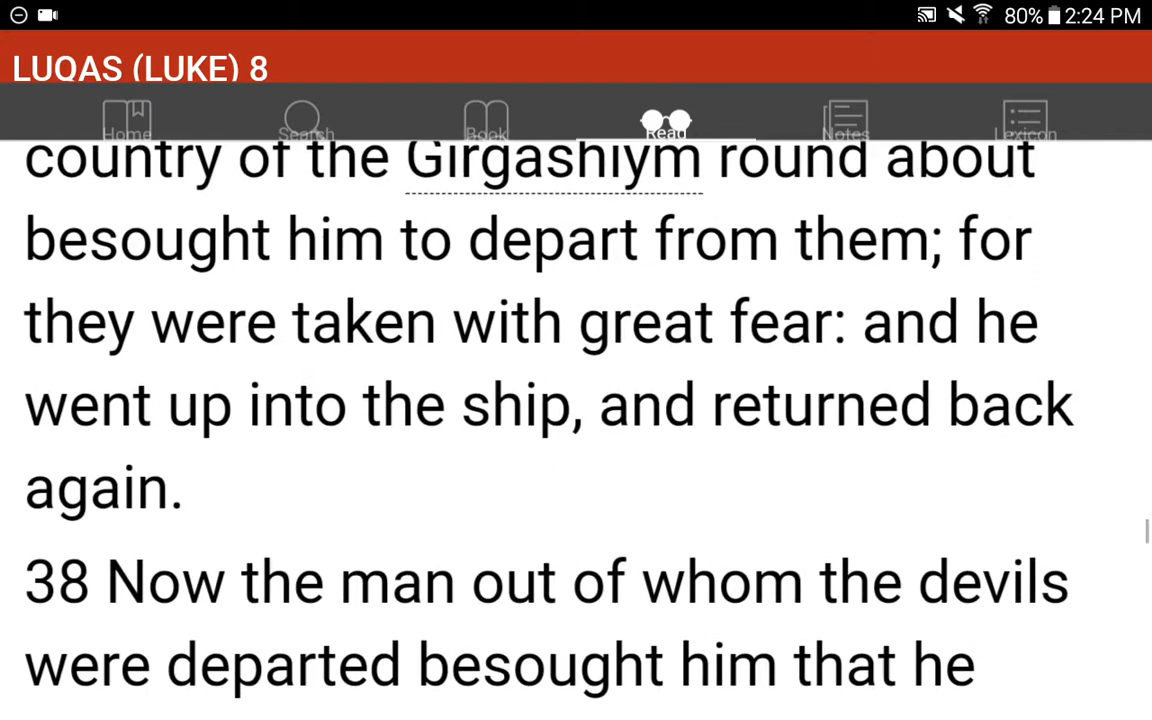 80% 2:24 PM
LUQAS (LUKE) 8
Home Search Book Read Notes Lexicon
country of the Girgashiym round about
besought him to depart from them; for
they were taken with great fear: and he
went up into the ship, and returned back
again.
38 Now the man out of whom the devils
were departed besought him that he